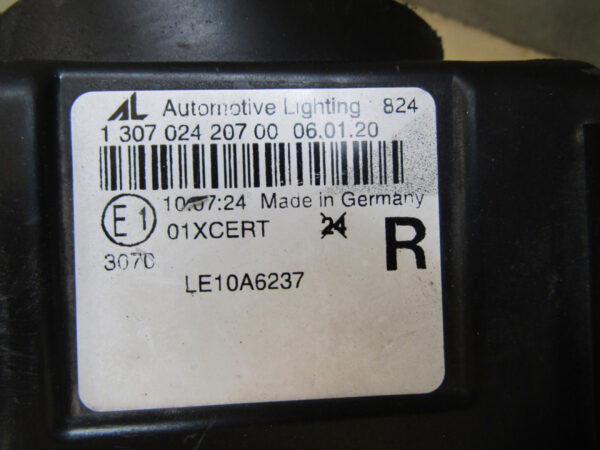 AL Automotive Lighting 824
1 307 024 207 00 06.01.20
10:07:24 Made in Germany
E1 01XCERT 24 R
3070
LE10A6237